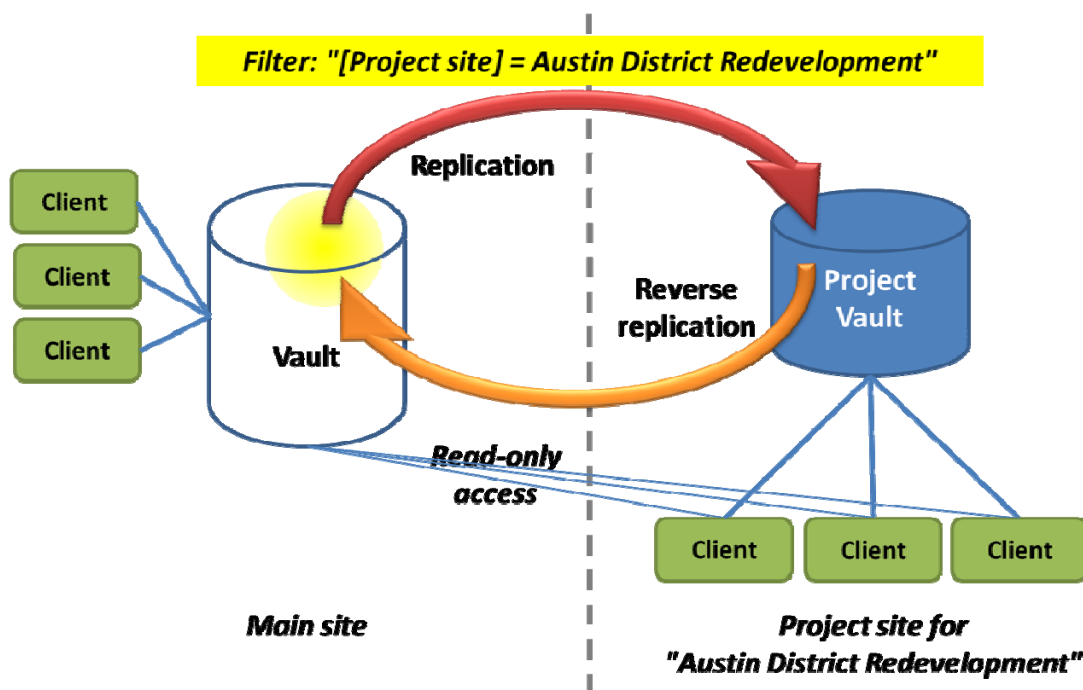 Filter: "[Project site] = Austin District Redevelopment"
Replication
Client
Client
Client
Vault
Reverse
replication
Project
Vault
Read-only
access
Client
Client
Client
Main site
Project site for
"Austin District Redevelopment"